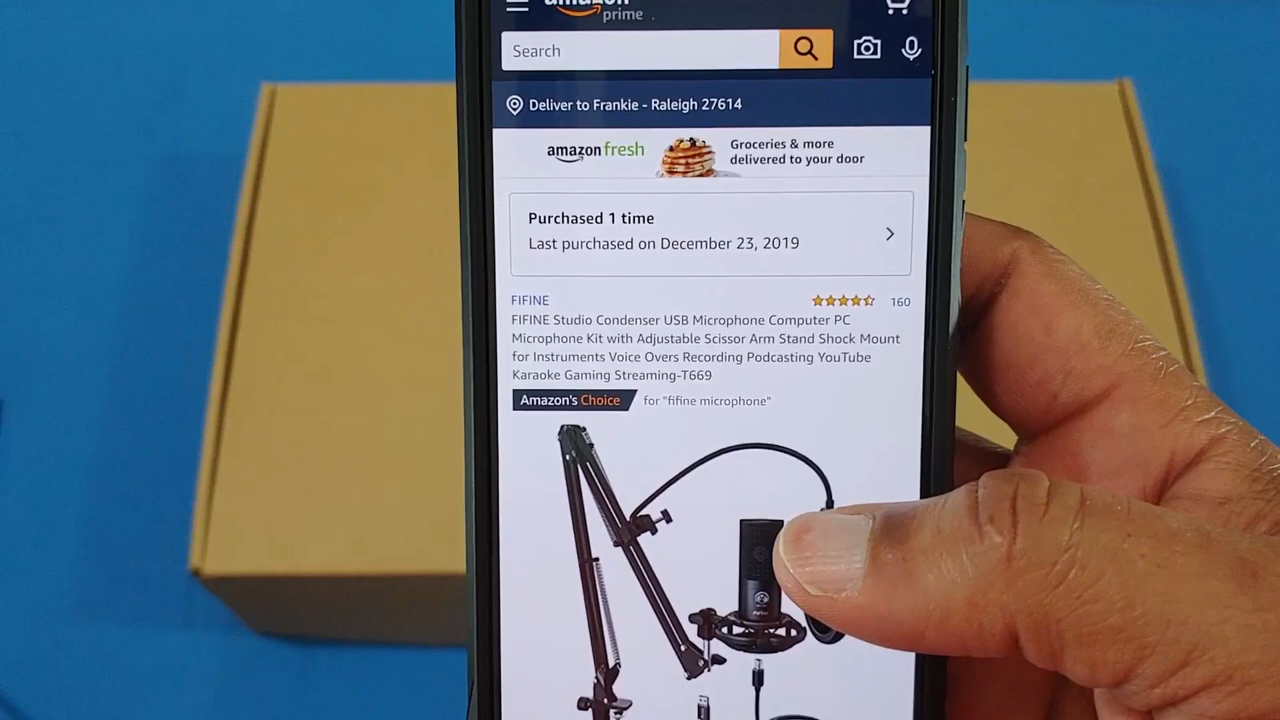 amazon
prime
Search
Deliver to Frankie - Raleigh 27614
amazon fresh
Groceries & more
delivered to your door
Purchased 1 time
Last purchased on December 23, 2019
FIFINE
160
FIFINE Studio Condenser USB Microphone Computer PC
Microphone Kit with Adjustable Scissor Arm Stand Shock Mount
for Instruments Voice Overs Recording Podcasting YouTube
Karaoke Gaming Streaming-T669
Amazon's Choice
for "fifine microphone"